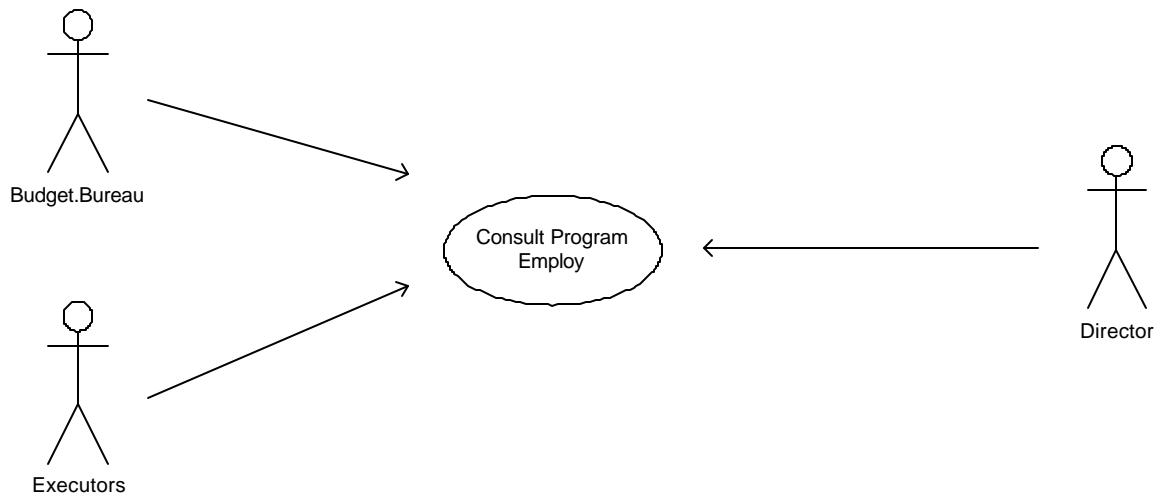 Budget.Bureau
Consult Program
Employ
Director
Executors